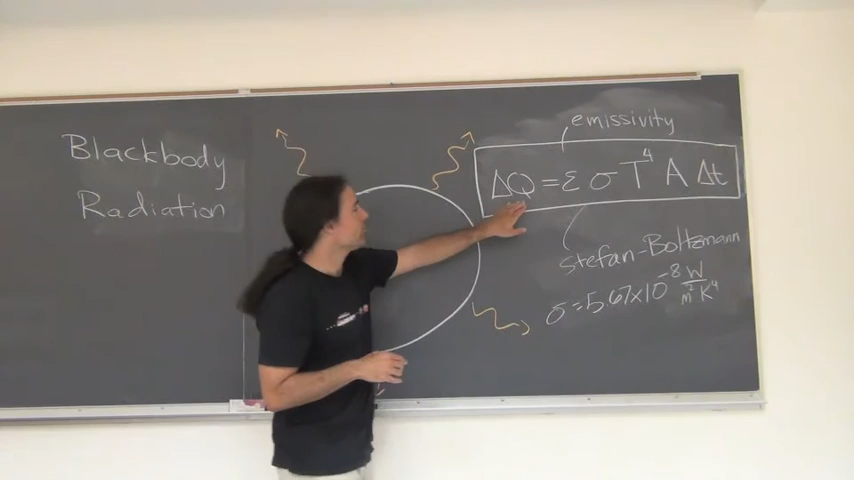 Blackbody
Radiation
emissivity
ΔQ = ε σ T⁴ A Δt
Stefan-Boltzmann
σ = 5.67×10⁻⁸ W/m²K⁴